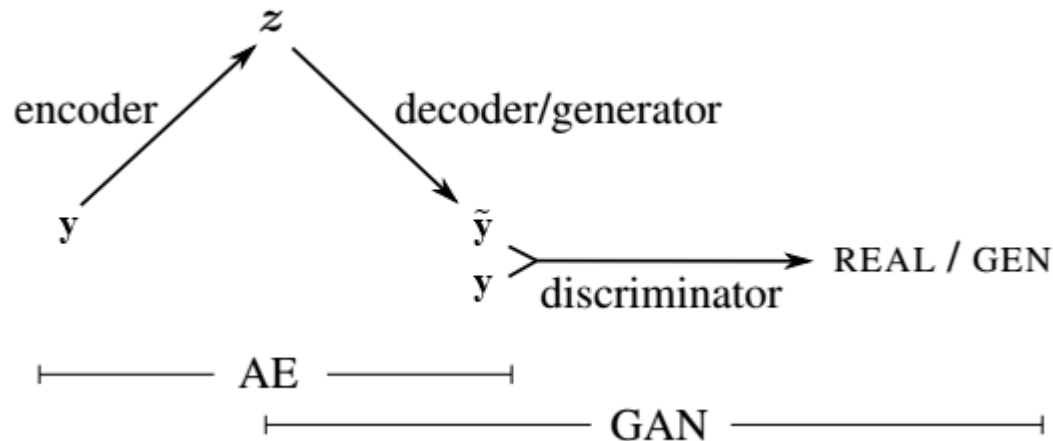 z
encoder
decoder/generator
y
ỹ
y
REAL / GEN
discriminator
AE
GAN